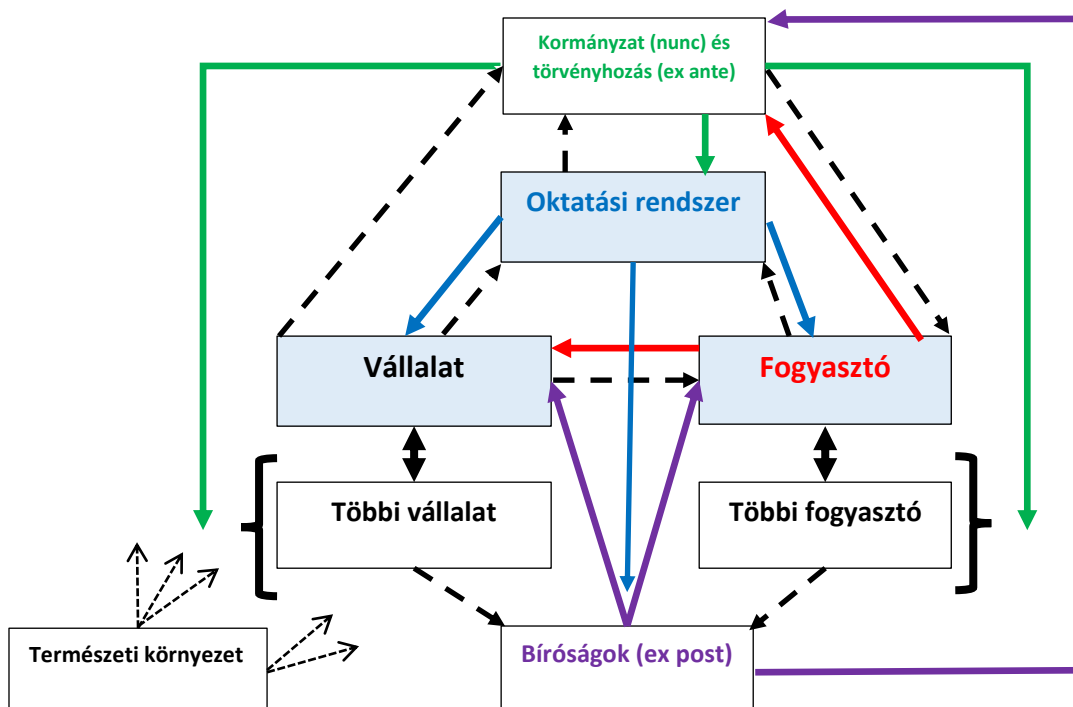 Kormányzat (nunc) és
törvényhozás (ex ante)
Oktatási rendszer
Vállalat
Fogyasztó
Többi vállalat
Többi fogyasztó
Természeti környezet
Bíróságok (ex post)